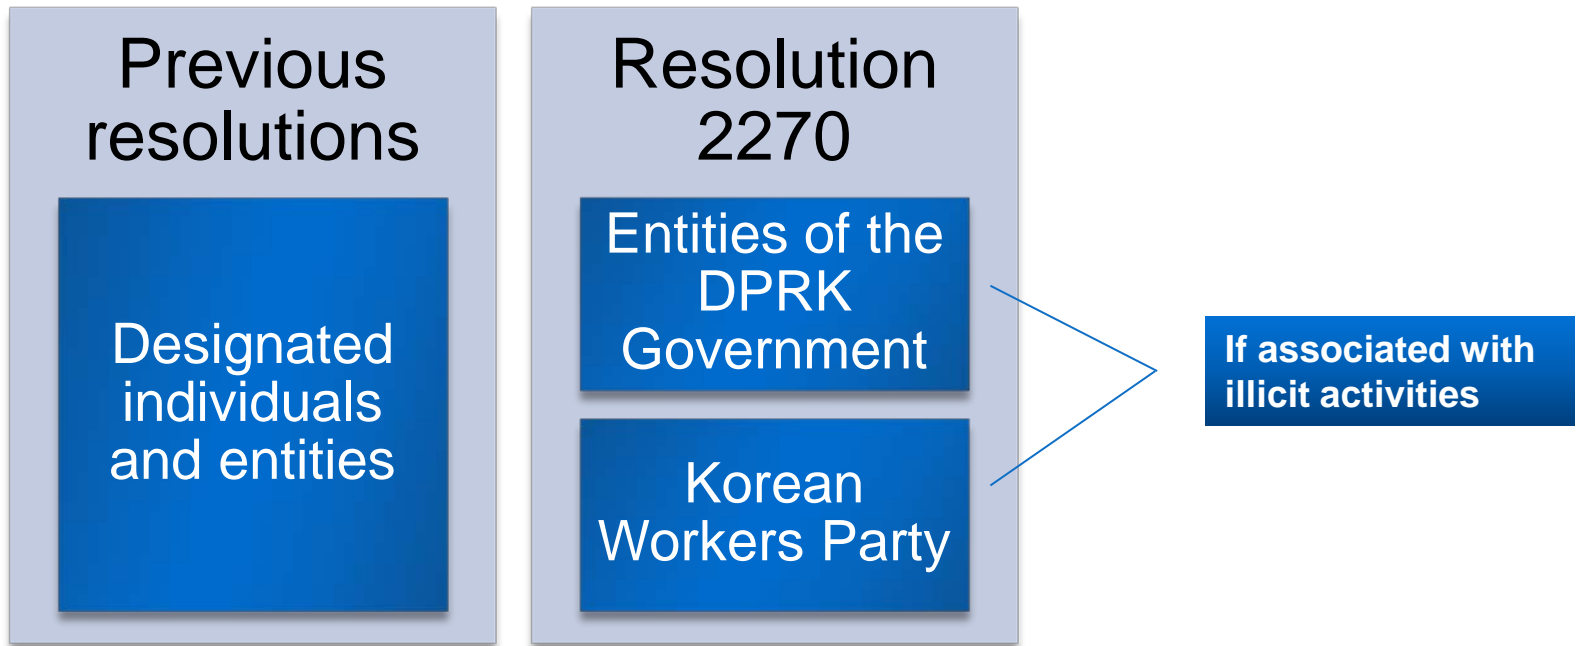 Previous
resolutions
Designated
individuals
and entities
Resolution
2270
Entities of the
DPRK
Government
Korean
Workers Party
If associated with
illicit activities